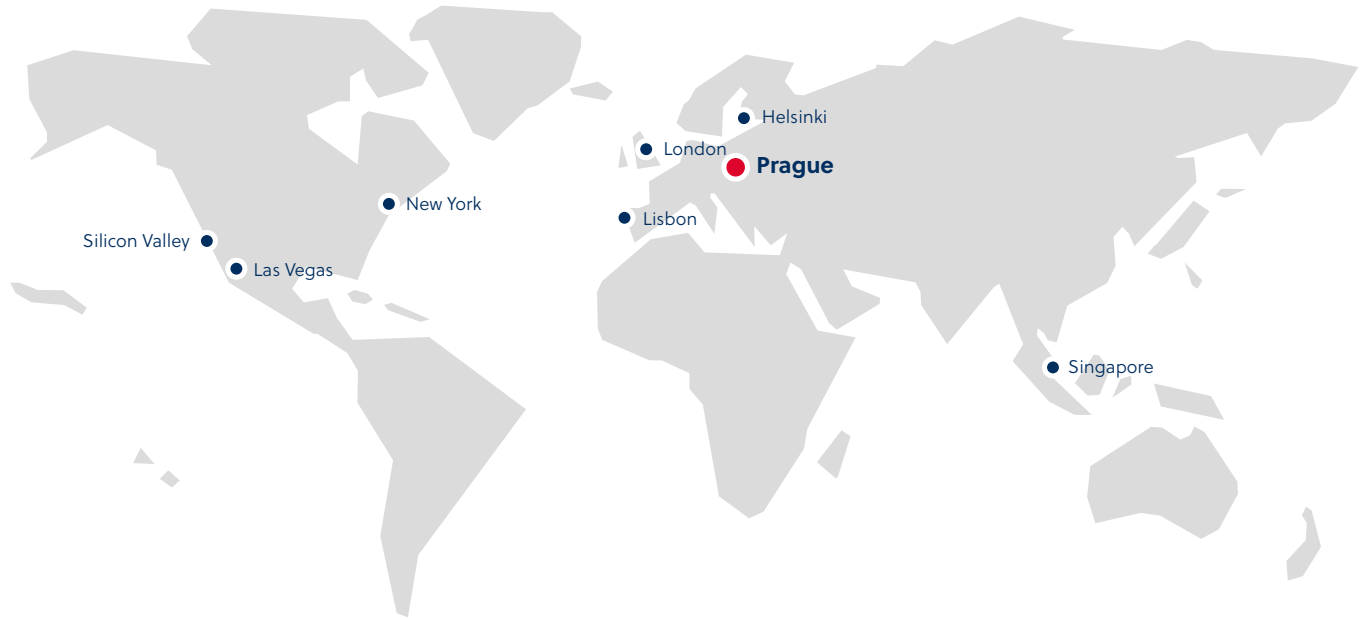 Helsinki
London
Prague
New York
Lisbon
Silicon Valley
Las Vegas
Singapore